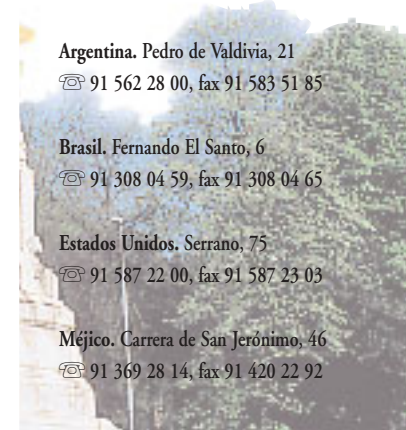 Argentina. Pedro de Valdivia, 21
☏ 91 562 28 00, fax 91 583 51 85
Brasil. Fernando El Santo, 6
☏ 91 308 04 59, fax 91 308 04 65
Estados Unidos. Serrano, 75
☏ 91 587 22 00, fax 91 587 23 03
Méjico. Carrera de San Jerónimo, 46
☏ 91 369 28 14, fax 91 420 22 92